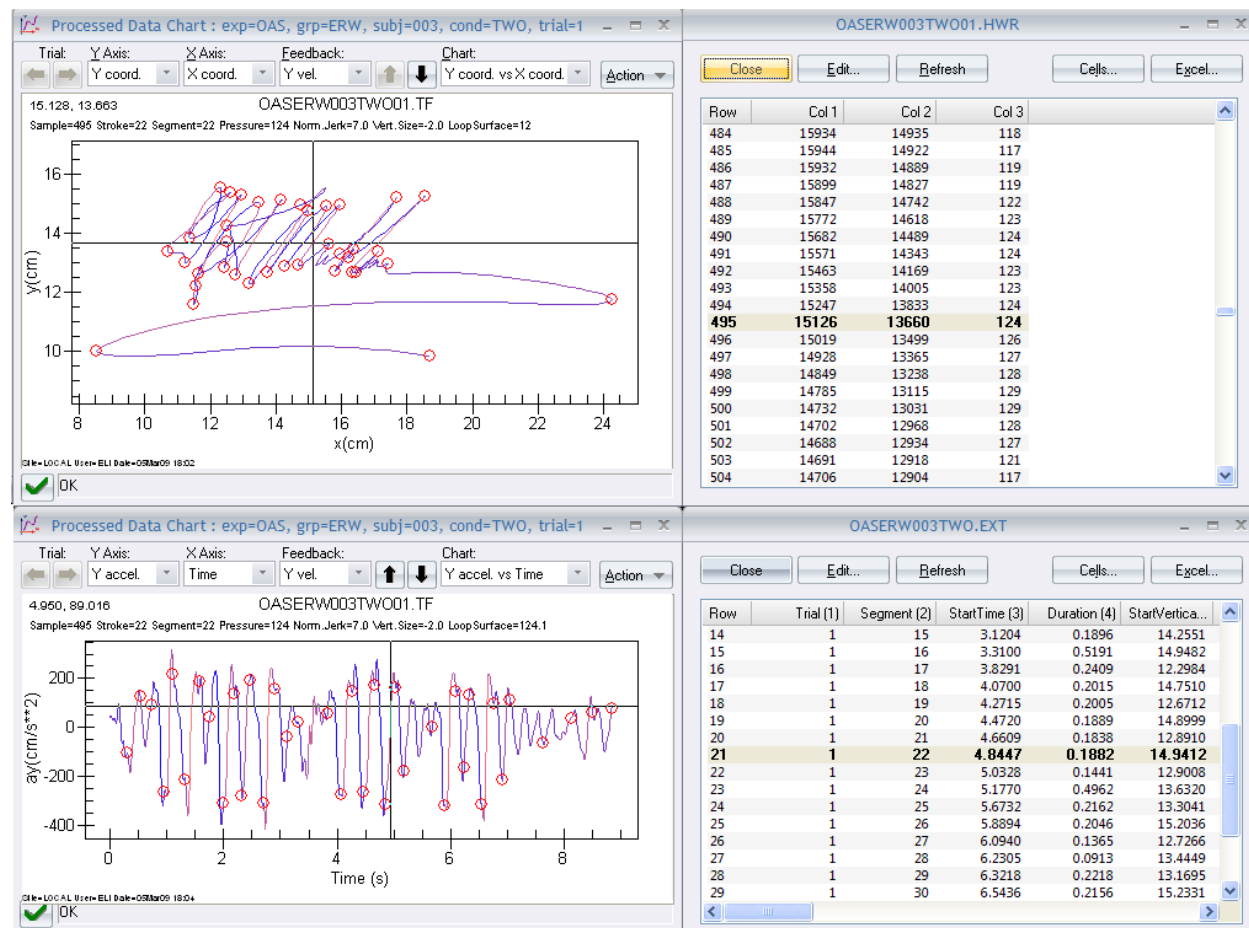 Processed Data Chart : exp=OAS, grp=ERW, subj=003, cond=TWO, trial=1
Trial: Y Axis: X Axis: Feedback: Chart:
Y coord. X coord. Y vel. Y coord. vs X coord. Action
15.128, 13.663 OASERW003TWO01.TF
Sample=495 Stroke=22 Segment=22 Pressure=124 Norm.Jerk=7.0 Vert.Size=-2.0 LoopSurface=12
16
14
12
10
y(cm)
8 10 12 14 16 18 20 22 24
x(cm)
Site=LOCAL User=ELI Date=05Mar09 18:02
OK
OASERW003TWO01.HWR
Close Edit... Refresh Cells... Excel...
Row Col 1 Col 2 Col 3
484 15934 14935 118
485 15944 14922 117
486 15932 14889 119
487 15899 14827 119
488 15847 14742 122
489 15772 14618 123
490 15682 14489 124
491 15571 14343 124
492 15463 14169 123
493 15358 14005 123
494 15247 13833 124
495 15126 13660 124
496 15019 13499 126
497 14928 13365 127
498 14849 13238 128
499 14785 13115 129
500 14732 13031 129
501 14702 12968 128
502 14688 12934 127
503 14691 12918 121
504 14706 12904 117
Processed Data Chart : exp=OAS, grp=ERW, subj=003, cond=TWO, trial=1
Trial: Y Axis: X Axis: Feedback: Chart:
Y accel. Time Y vel. Y accel. vs Time Action
4.950, 89.016 OASERW003TWO01.TF
Sample=495 Stroke=22 Segment=22 Pressure=124 Norm.Jerk=7.0 Vert.Size=-2.0 LoopSurface=124.1
200
0
-200
-400
ay(cm/s**2)
0 2 4 6 8
Time (s)
Site=LOCAL User=ELI Date=05Mar09 18:04
OK
OASERW003TWO.EXT
Close Edit... Refresh Cells... Excel...
Row Trial (1) Segment (2) StartTime (3) Duration (4) StartVertica...
14 1 15 3.1204 0.1896 14.2551
15 1 16 3.3100 0.5191 14.9482
16 1 17 3.8291 0.2409 12.2984
17 1 18 4.0700 0.2015 14.7510
18 1 19 4.2715 0.2005 12.6712
19 1 20 4.4720 0.1889 14.8999
20 1 21 4.6609 0.1838 12.8910
21 1 22 4.8447 0.1882 14.9412
22 1 23 5.0328 0.1441 12.9008
23 1 24 5.1770 0.4962 13.6320
24 1 25 5.6732 0.2162 13.3041
25 1 26 5.8894 0.2046 15.2036
26 1 27 6.0940 0.1365 12.7266
27 1 28 6.2305 0.0913 13.4449
28 1 29 6.3218 0.2218 13.1695
29 1 30 6.5436 0.2156 15.2331